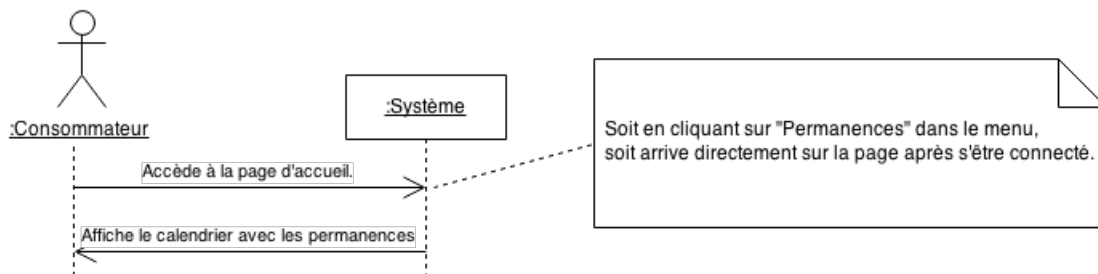 :Consommateur
:Système
Soit en cliquant sur "Permanences" dans le menu,
soit arrive directement sur la page après s'être connecté.
Accède à la page d'accueil.
Affiche le calendrier avec les permanences